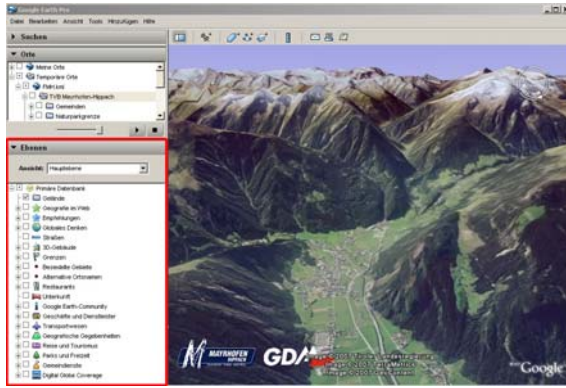 Google Earth Pro
Datei Bearbeiten Ansicht Tools Hinzufügen Hilfe
Suchen
Orte
Meine Orte
Temporäre Orte
TVB Mayrhofen-Hippach
Gemeinden
Naturparkgrenze
Ebenen
Ansicht: Hauptebene
Primäre Datenbank
Gelände
Geografie im Web
Empfehlungen
Globales Denken
Straßen
3D-Gebäude
Grenzen
Besiedelte Gebiete
Alternative Ortsnamen
Restaurants
Unterkunft
Google Earth-Community
Geschäfte und Dienstleister
Transportwesen
Geografische Gegebenheiten
Reise und Tourismus
Parks und Freizeit
Gemeindienste
Digital Globe Coverage
MAYRHOFEN
HIPPACH
GDI
Google